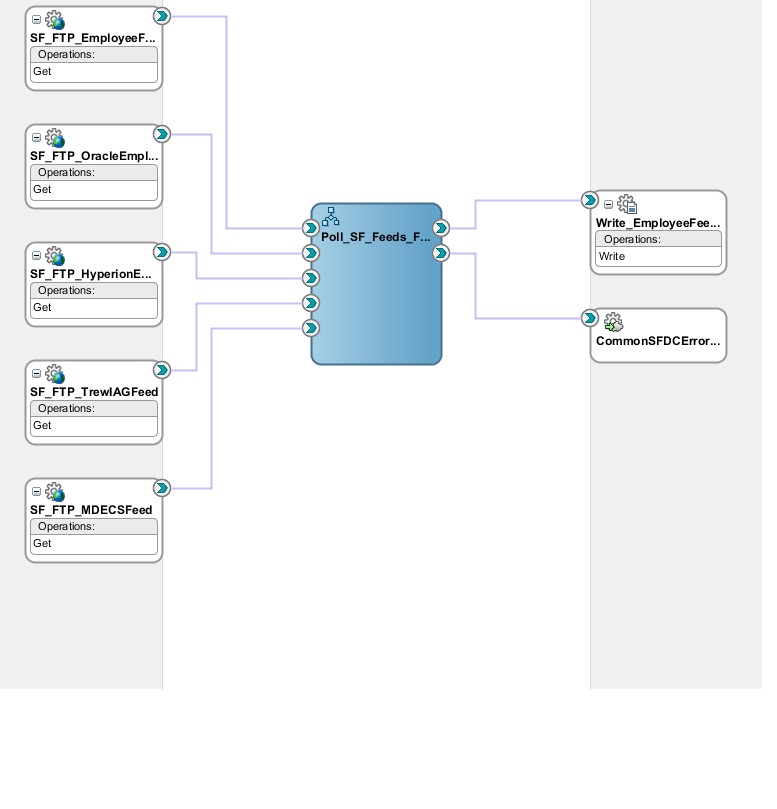 SF_FTP_EmployeeF...
Operations:
Get
SF_FTP_OracleEmpl...
Operations:
Get
SF_FTP_HyperionE...
Operations:
Get
SF_FTP_TrewIAGFeed
Operations:
Get
SF_FTP_MDECSFeed
Operations:
Get
Poll_SF_Feeds_F...
Write_EmployeeFee...
Operations:
Write
CommonSFDCError...